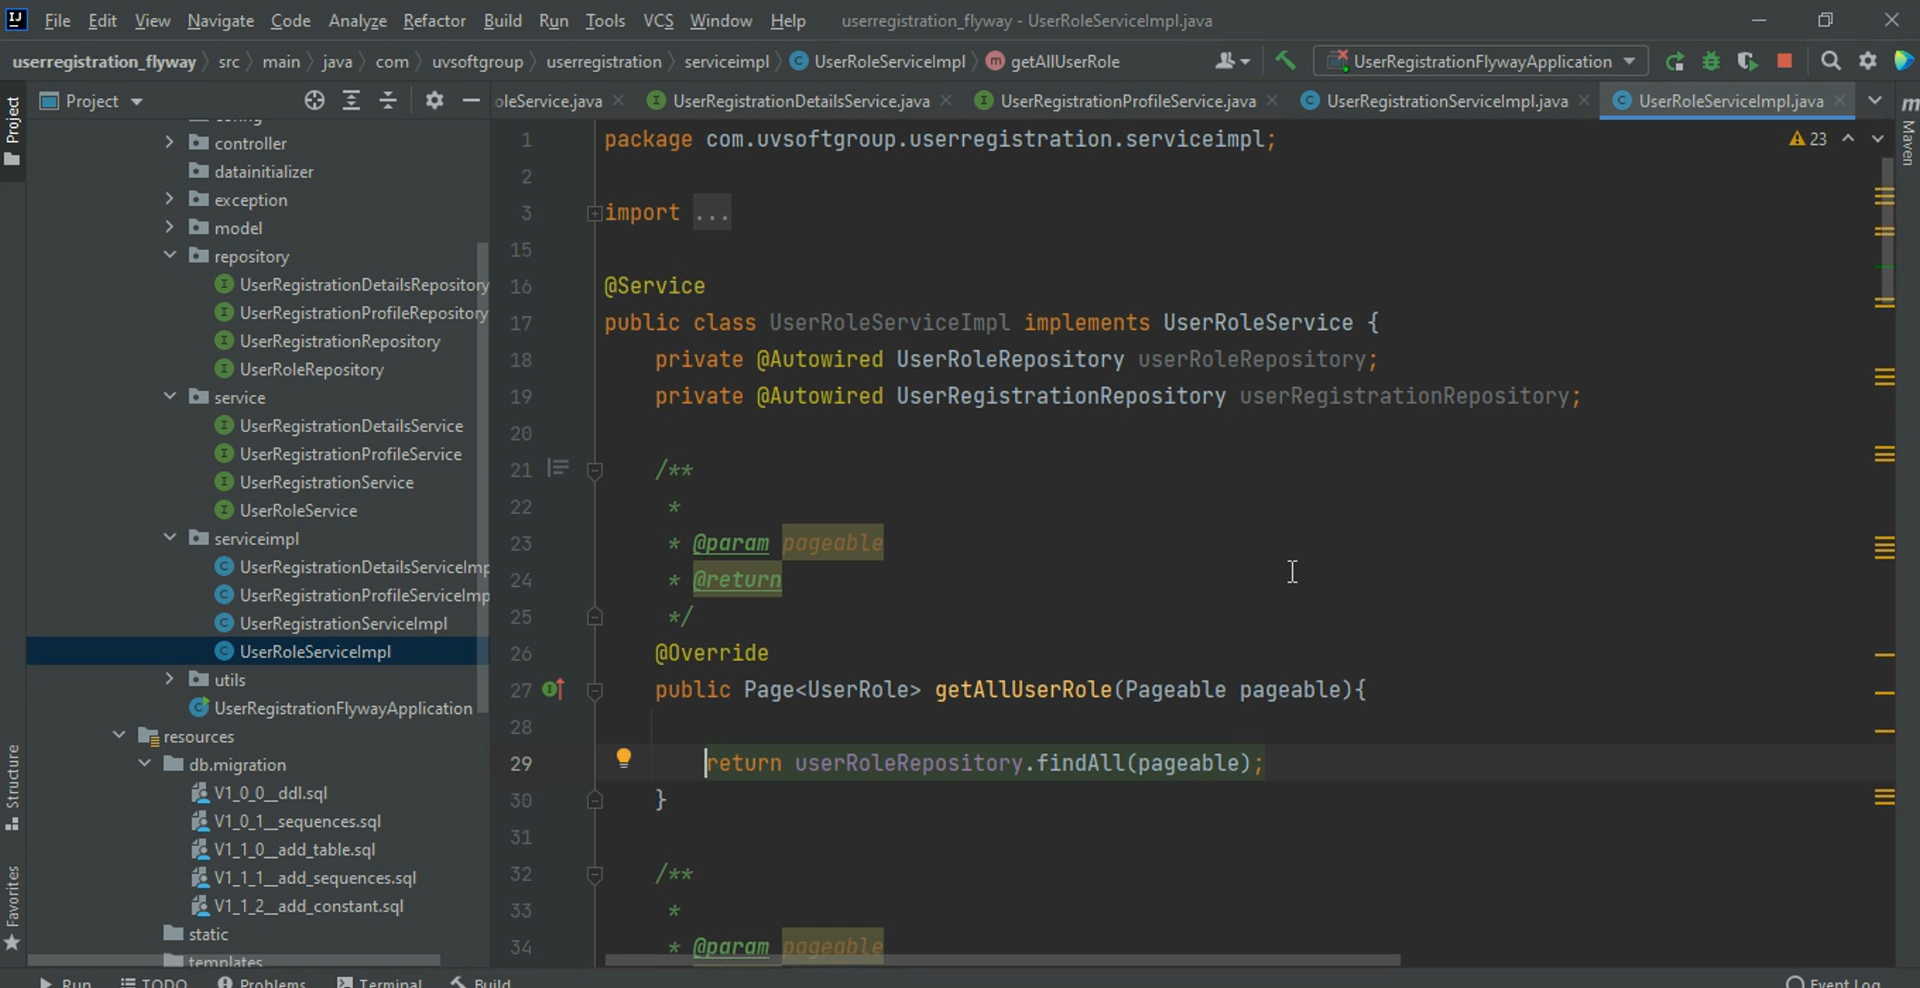 File Edit View Navigate Code Analyze Refactor Build Run Tools VCS Window Help userregistration_flyway - UserRoleServiceImpl.java
userregistration_flyway src main java com uvsoftgroup userregistration serviceimpl UserRoleServiceImpl getAllUserRole UserRegistrationFlywayApplication
Project
oleService.java UserRegistrationDetailsService.java UserRegistrationProfileService.java UserRegistrationServiceImpl.java UserRoleServiceImpl.java
Project
Structure
Favorites
Maven
controller
datainitializer
exception
model
repository
UserRegistrationDetailsRepository
UserRegistrationProfileRepository
UserRegistrationRepository
UserRoleRepository
service
UserRegistrationDetailsService
UserRegistrationProfileService
UserRegistrationService
UserRoleService
serviceimpl
UserRegistrationDetailsServiceImp
UserRegistrationProfileServiceImp
UserRegistrationServiceImpl
UserRoleServiceImpl
utils
UserRegistrationFlywayApplication
resources
db.migration
V1_0_0__ddl.sql
V1_0_1__sequences.sql
V1_1_0__add_table.sql
V1_1_1__add_sequences.sql
V1_1_2__add_constant.sql
static
templates
23
1 package com.uvsoftgroup.userregistration.serviceimpl;
2
3 import ...
15
16 @Service
17 public class UserRoleServiceImpl implements UserRoleService {
18 private @Autowired UserRoleRepository userRoleRepository;
19 private @Autowired UserRegistrationRepository userRegistrationRepository;
20
21 /**
22 *
23 * @param pageable
24 * @return
25 */
26 @Override
27 public Page<UserRole> getAllUserRole(Pageable pageable){
28
29 return userRoleRepository.findAll(pageable);
30 }
31
32 /**
33 *
34 * @param pageable
Run TODO Problems Terminal Build Event Log